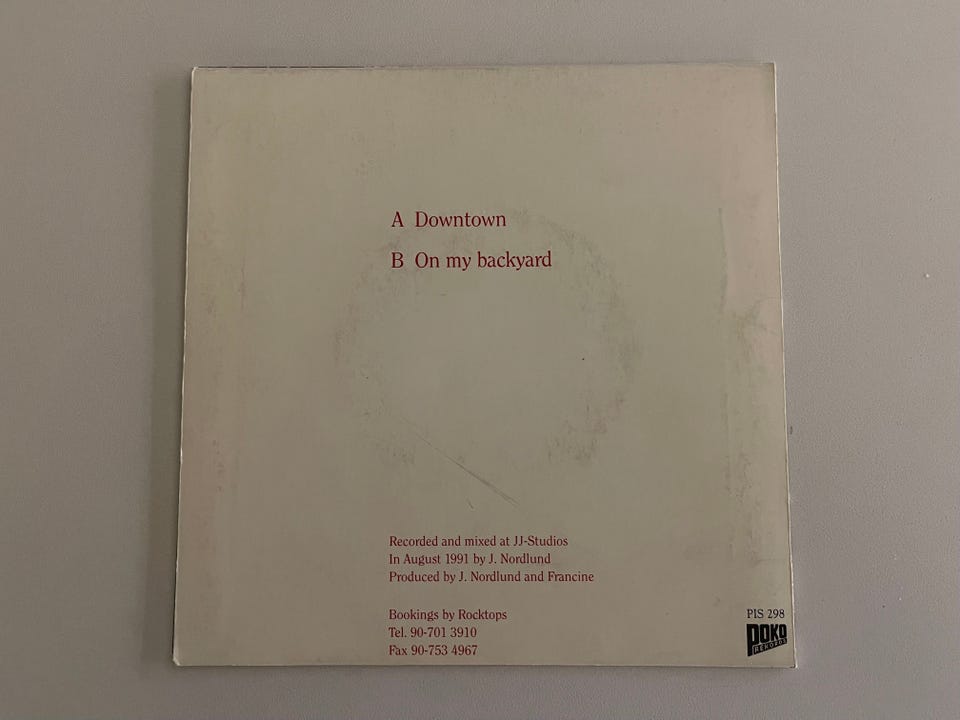 A Downtown
B On my backyard
Recorded and mixed at JJ-Studios
In August 1991 by J. Nordlund
Produced by J. Nordlund and Francine
Bookings by Rocktops
Tel. 90-701 3910
Fax 90-753 4967
PIS 298
POKO
REKORDS